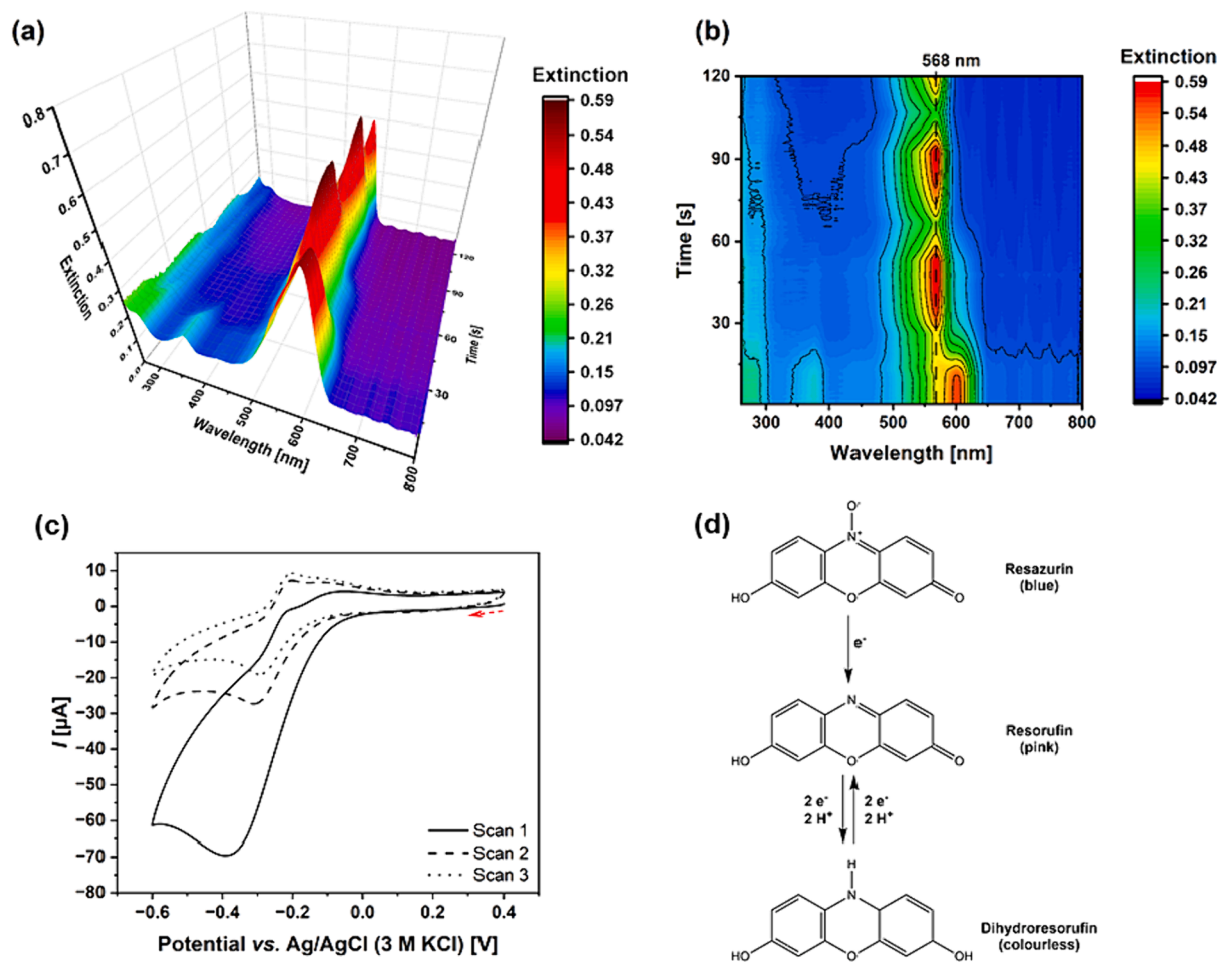 (a)
Extinction
0.8
0.7
0.6
0.5
0.4
0.3
0.2
0.1
0.0
Extinction
300
400
500
600
700
800
Wavelength [nm]
120
90
60
30
Time [s]
0.59
0.54
0.48
0.43
0.37
0.32
0.26
0.21
0.15
0.097
0.042
(b)
568 nm
Extinction
120
90
60
30
Time [s]
300 400 500 600 700 800
Wavelength [nm]
0.59
0.54
0.48
0.43
0.37
0.32
0.26
0.21
0.15
0.097
0.042
(c)
10
0
−10
−20
−30
−40
−50
−60
−70
−80
I [µA]
Scan 1
Scan 2
Scan 3
−0.6 −0.4 −0.2 0.0 0.2 0.4
Potential vs. Ag/AgCl (3 M KCl) [V]
(d)
O-
N+
HO O O
Resazurin
(blue)
e-
N
HO O O
Resorufin
(pink)
2 e- 2 e-
2 H+ 2 H+
H
N
HO O OH
Dihydroresorufin
(colourless)